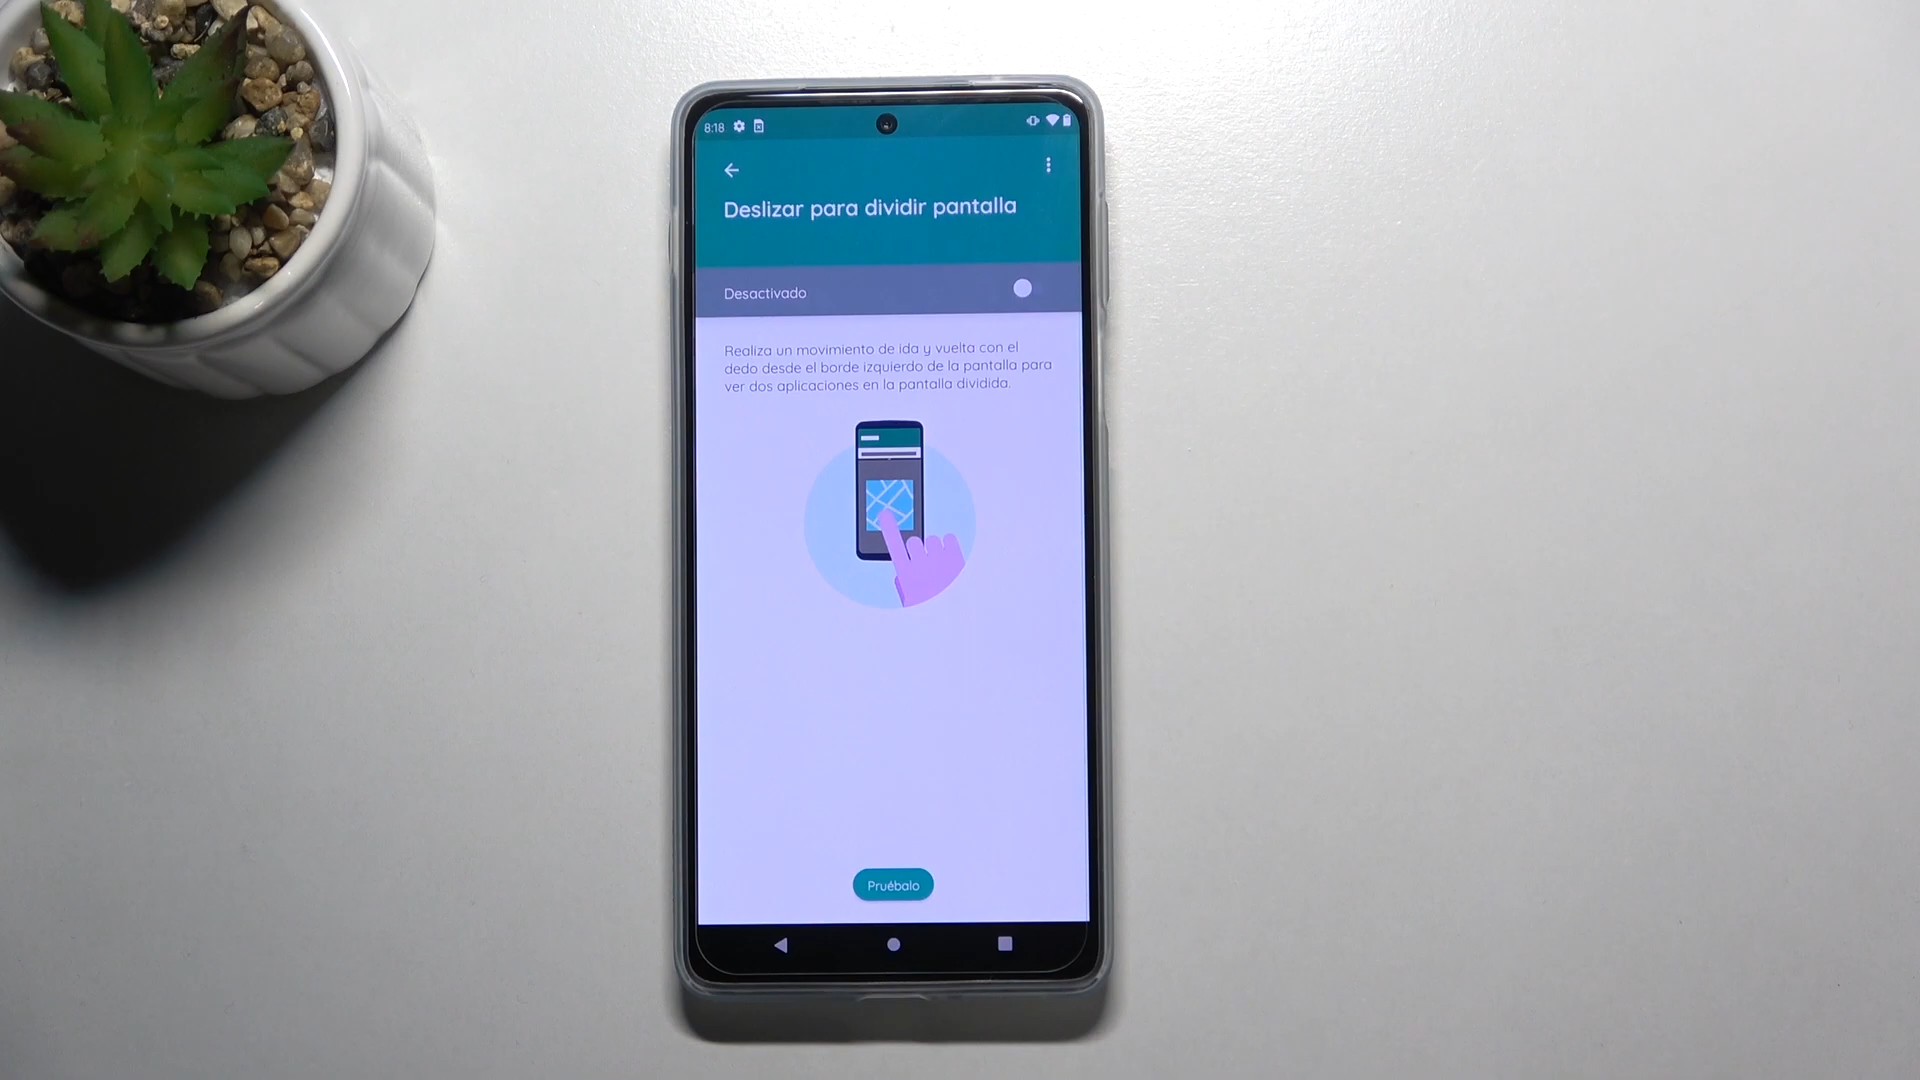 8:18
Deslizar para dividir pantalla
Desactivado
Realiza un movimiento de ida y vuelta con el
dedo desde el borde izquierdo de la pantalla para
ver dos aplicaciones en la pantalla dividida.
Pruébalo